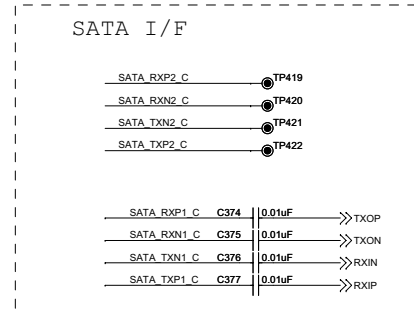 SATA I/F
SATA_RXP2_C TP419
SATA_RXN2_C TP420
SATA_TXN2_C TP421
SATA_TXP2_C TP422
SATA_RXP1_C C374 0.01uF TXOP
SATA_RXN1_C C375 0.01uF TXON
SATA_TXN1_C C376 0.01uF RXIN
SATA_TXP1_C C377 0.01uF RXIP